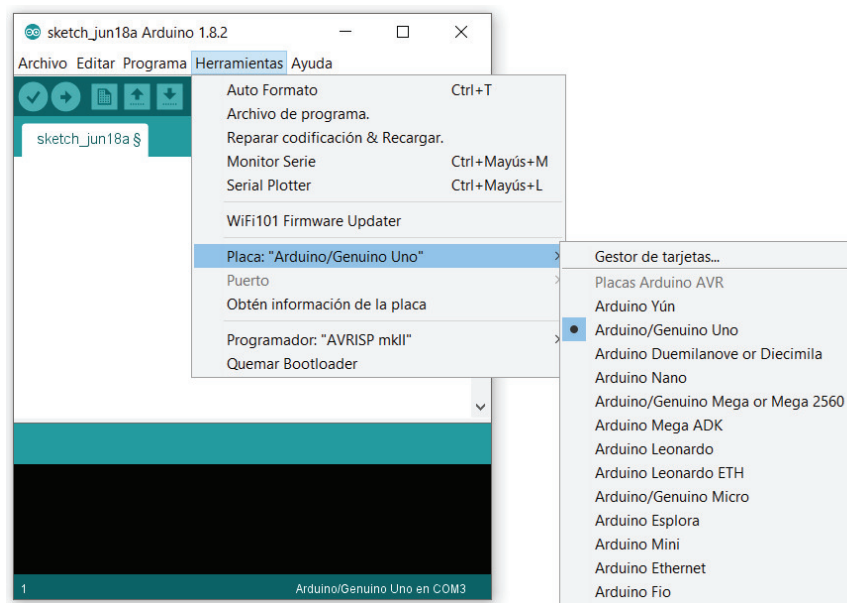 sketch_jun18a Arduino 1.8.2
Archivo Editar Programa Herramientas Ayuda
sketch_jun18a §
Auto Formato Ctrl+T
Archivo de programa.
Reparar codificación & Recargar.
Monitor Serie Ctrl+Mayús+M
Serial Plotter Ctrl+Mayús+L
WiFi101 Firmware Updater
Placa: "Arduino/Genuino Uno"
Puerto
Obtén información de la placa
Programador: "AVRISP mkII"
Quemar Bootloader
Gestor de tarjetas...
Placas Arduino AVR
Arduino Yún
Arduino/Genuino Uno
Arduino Duemilanove or Diecimila
Arduino Nano
Arduino/Genuino Mega or Mega 2560
Arduino Mega ADK
Arduino Leonardo
Arduino Leonardo ETH
Arduino/Genuino Micro
Arduino Esplora
Arduino Mini
Arduino Ethernet
Arduino Fio
1 Arduino/Genuino Uno en COM3